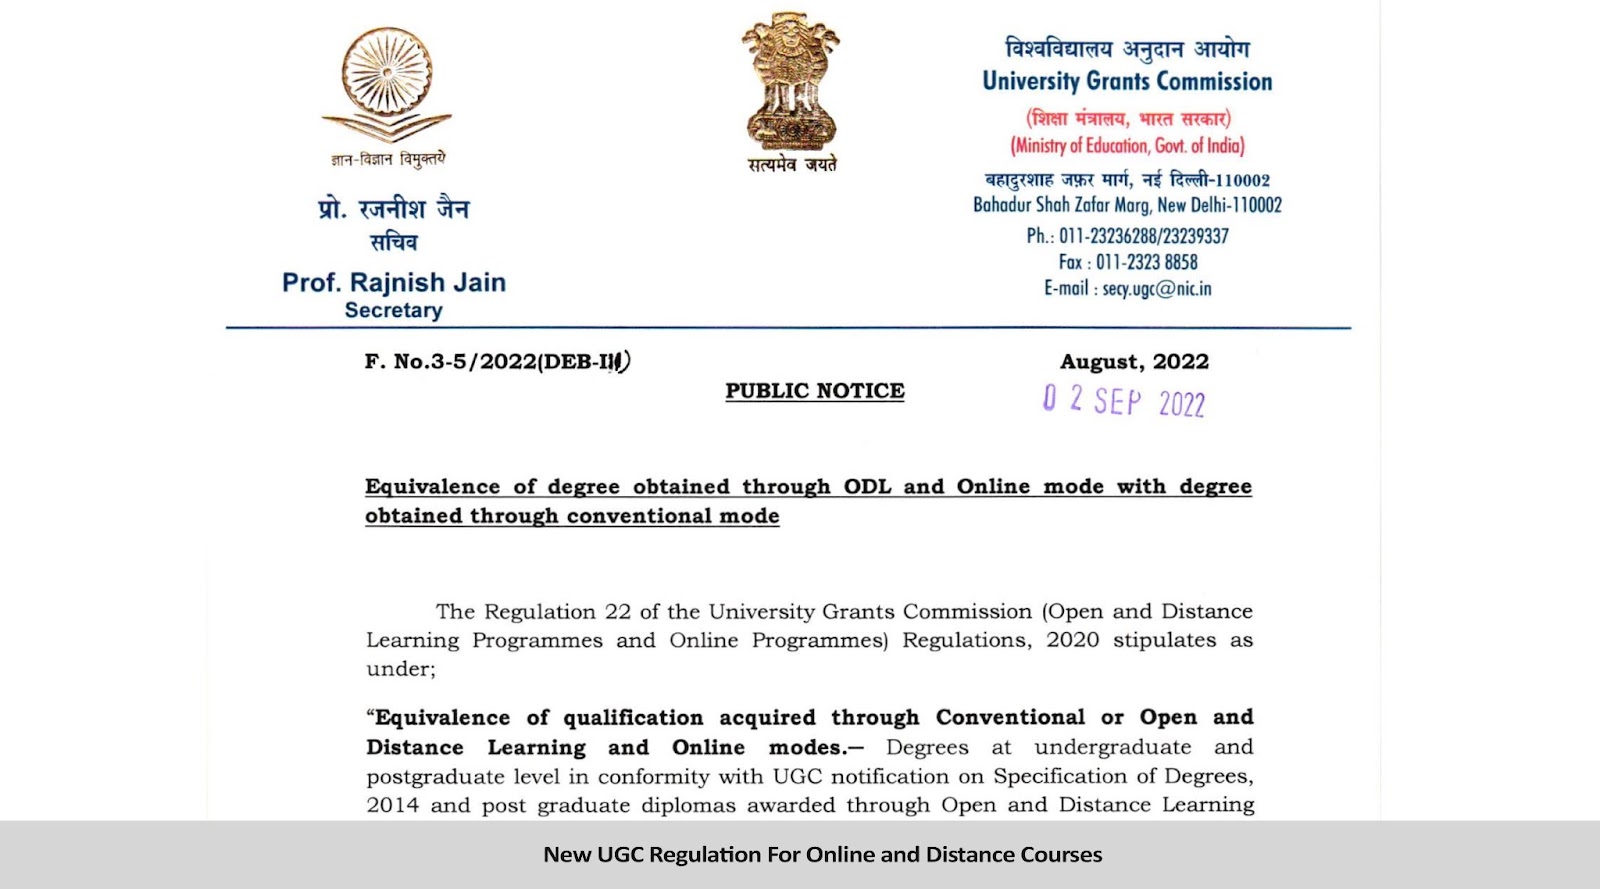 ज्ञान-विज्ञान विमुक्तये
प्रो. रजनीश जैन
सचिव
Prof. Rajnish Jain
Secretary
सत्यमेव जयते
विश्वविद्यालय अनुदान आयोग
University Grants Commission
(शिक्षा मंत्रालय, भारत सरकार)
(Ministry of Education, Govt. of India)
बहादुरशाह ज़फ़र मार्ग, नई दिल्ली-110002
Bahadur Shah Zafar Marg, New Delhi-110002
Ph.: 011-23236288/23239337
Fax : 011-2323 8858
E-mail : secy.ugc@nic.in
F. No.3-5/2022(DEB-III)
August, 2022
PUBLIC NOTICE
02 SEP 2022
Equivalence of degree obtained through ODL and Online mode with degree
obtained through conventional mode
The Regulation 22 of the University Grants Commission (Open and Distance
Learning Programmes and Online Programmes) Regulations, 2020 stipulates as
under;
“Equivalence of qualification acquired through Conventional or Open and
Distance Learning and Online modes.— Degrees at undergraduate and
postgraduate level in conformity with UGC notification on Specification of Degrees,
2014 and post graduate diplomas awarded through Open and Distance Learning
New UGC Regulation For Online and Distance Courses